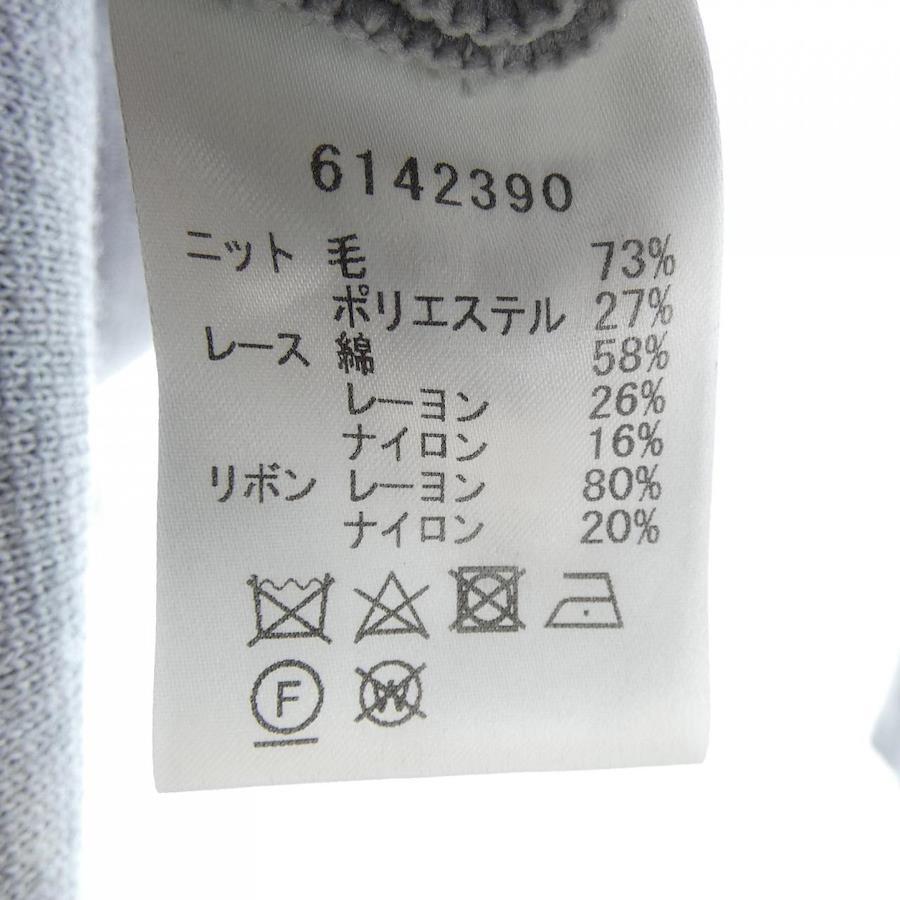 6142390
ニット 毛 73%
ポリエステル 27%
レース 綿 58%
レーヨン 26%
ナイロン 16%
リボン レーヨン 80%
ナイロン 20%
F W